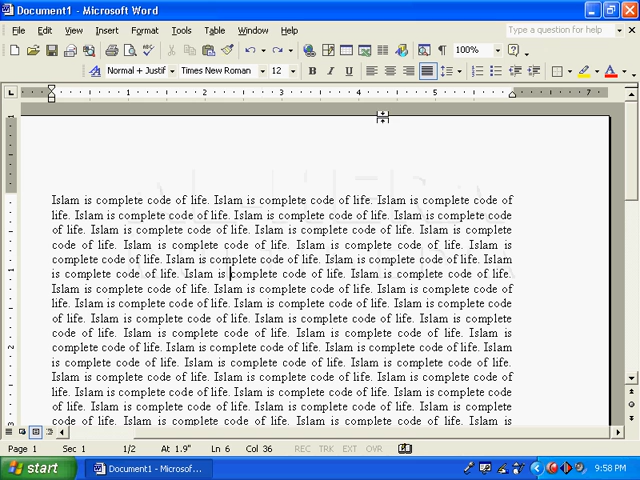 Document1 - Microsoft Word
File Edit View Insert Format Tools Table Window Help Type a question for help
100%
Normal + Justif Times New Roman 12 B I U A
1 2 3 4 5 7
Islam is complete code of life. Islam is complete code of life. Islam is complete code of
life. Islam is complete code of life. Islam is complete code of life. Islam is complete code
of life. Islam is complete code of life. Islam is complete code of life. Islam is complete
code of life. Islam is complete code of life. Islam is complete code of life. Islam is
complete code of life. Islam is complete code of life. Islam is complete code of life. Islam
is complete code of life. Islam is complete code of life. Islam is complete code of life.
Islam is complete code of life. Islam is complete code of life. Islam is complete code of
life. Islam is complete code of life. Islam is complete code of life. Islam is complete code
of life. Islam is complete code of life. Islam is complete code of life. Islam is complete
code of life. Islam is complete code of life. Islam is complete code of life. Islam is
complete code of life. Islam is complete code of life. Islam is complete code of life. Islam
is complete code of life. Islam is complete code of life. Islam is complete code of life.
Islam is complete code of life. Islam is complete code of life. Islam is complete code of
life. Islam is complete code of life. Islam is complete code of life. Islam is complete code
of life. Islam is complete code of life. Islam is complete code of life. Islam is complete
code of life. Islam is complete code of life. Islam is complete code of life. Islam is
Page 1 Sec 1 1/2 At 1.9" Ln 6 Col 36 REC TRK EXT OVR
start Document1 - Microsof... 9:58 PM